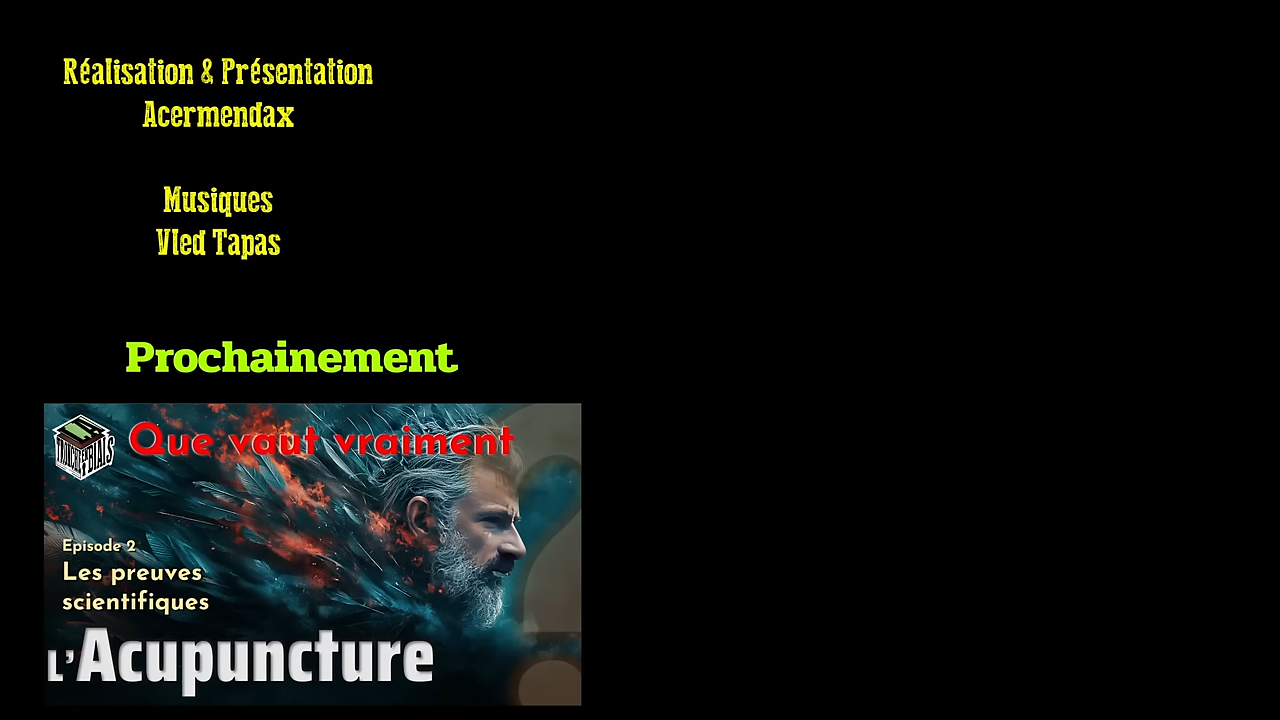 Réalisation & Présentation
Acermendax
Musiques
Vled Tapas
Prochainement
Que vaut vraiment
Episode 2
Les preuves
scientifiques
L'Acupuncture